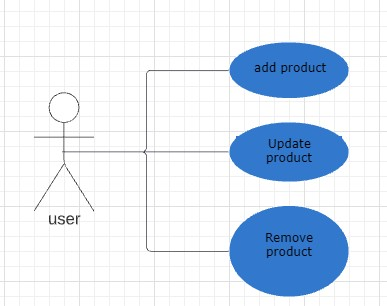 add product
Update
product
user
Remove
product